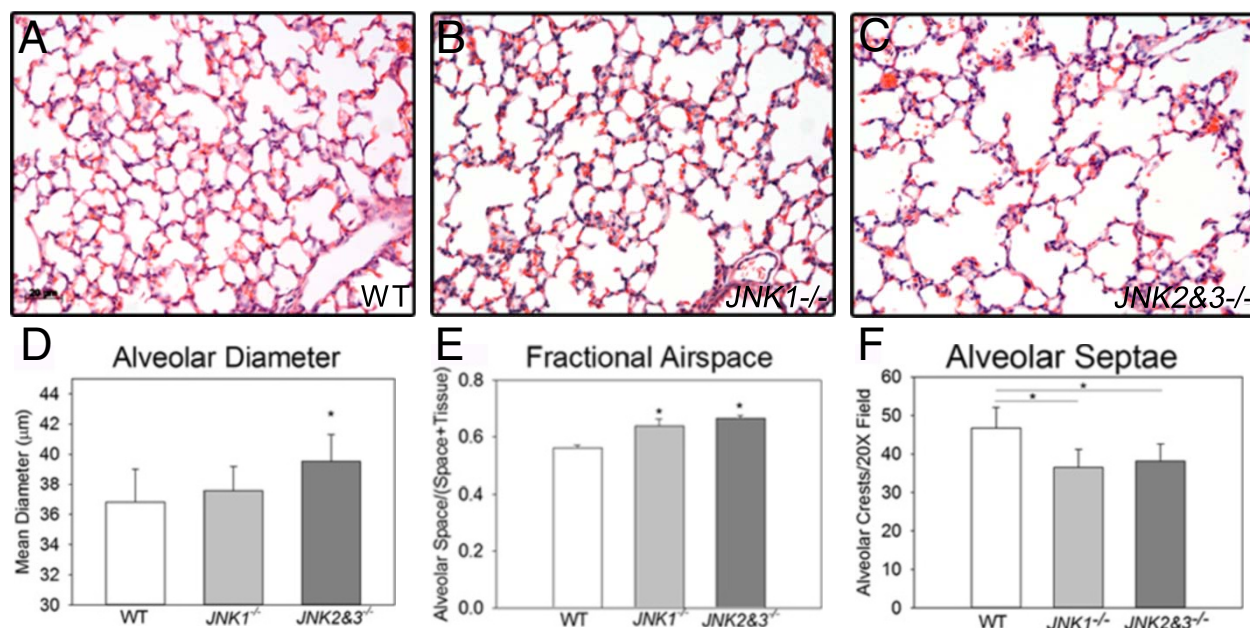 A
B
C
20 µm
WT
JNK1-/-
JNK2&3-/-
D
Alveolar Diameter
Mean Diameter (μm)
44
42
40
38
36
34
32
30
*
WT
JNK1-/-
JNK2&3-/-
E
Fractional Airspace
Alveolar Space/(Space+Tissue)
0.8
0.6
0.4
0.2
0.0
*
*
WT
JNK1-/-
JNK2&3-/-
F
Alveolar Septae
Alveolar Crests/20X Field
60
50
40
30
20
10
0
*
*
WT
JNK1-/-
JNK2&3-/-